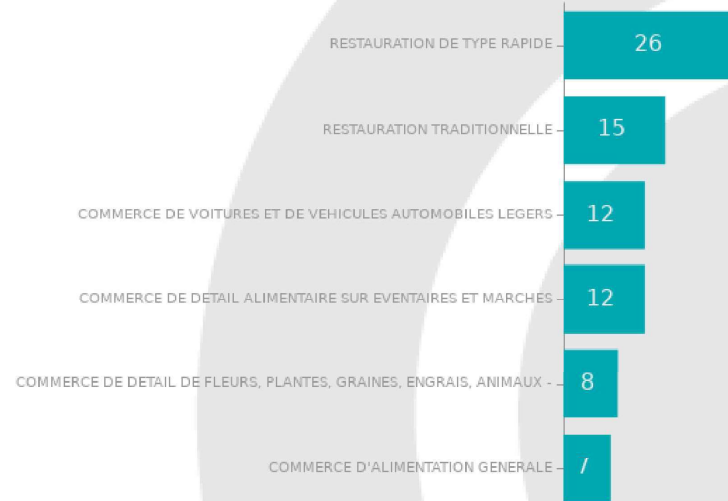 RESTAURATION DE TYPE RAPIDE
26
RESTAURATION TRADITIONNELLE
15
COMMERCE DE VOITURES ET DE VEHICULES AUTOMOBILES LEGERS
12
COMMERCE DE DETAIL ALIMENTAIRE SUR EVENTAIRES ET MARCHES
12
COMMERCE DE DETAIL DE FLEURS, PLANTES, GRAINES, ENGRAIS, ANIMAUX -
8
COMMERCE D'ALIMENTATION GENERALE